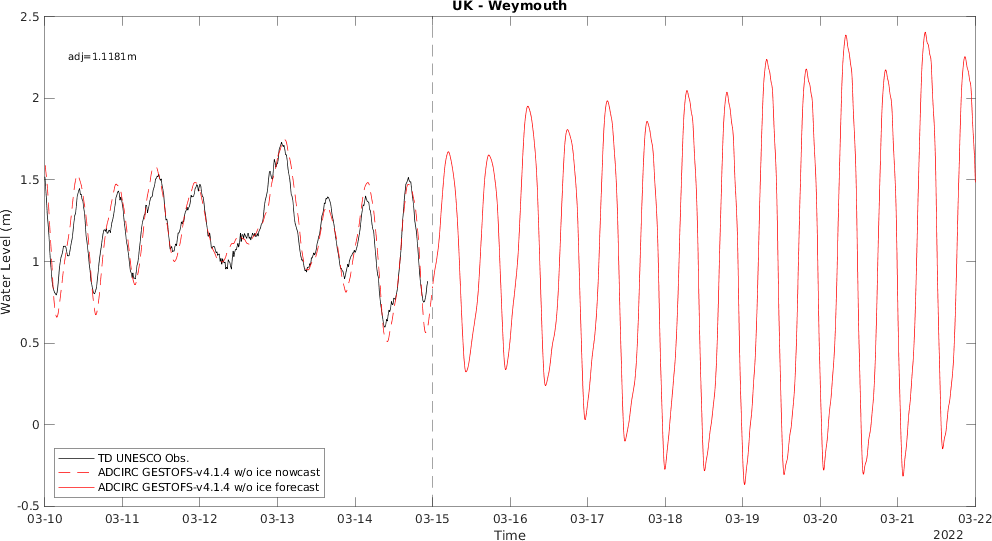 UK - Weymouth
2.5
adj=1.1181m
2
1.5
1
0.5
0
-0.5
Water Level (m)
TD UNESCO Obs.
ADCIRC GESTOFS-v4.1.4 w/o ice nowcast
ADCIRC GESTOFS-v4.1.4 w/o ice forecast
03-10 03-11 03-12 03-13 03-14 03-15 03-16 03-17 03-18 03-19 03-20 03-21 03-22
Time
2022